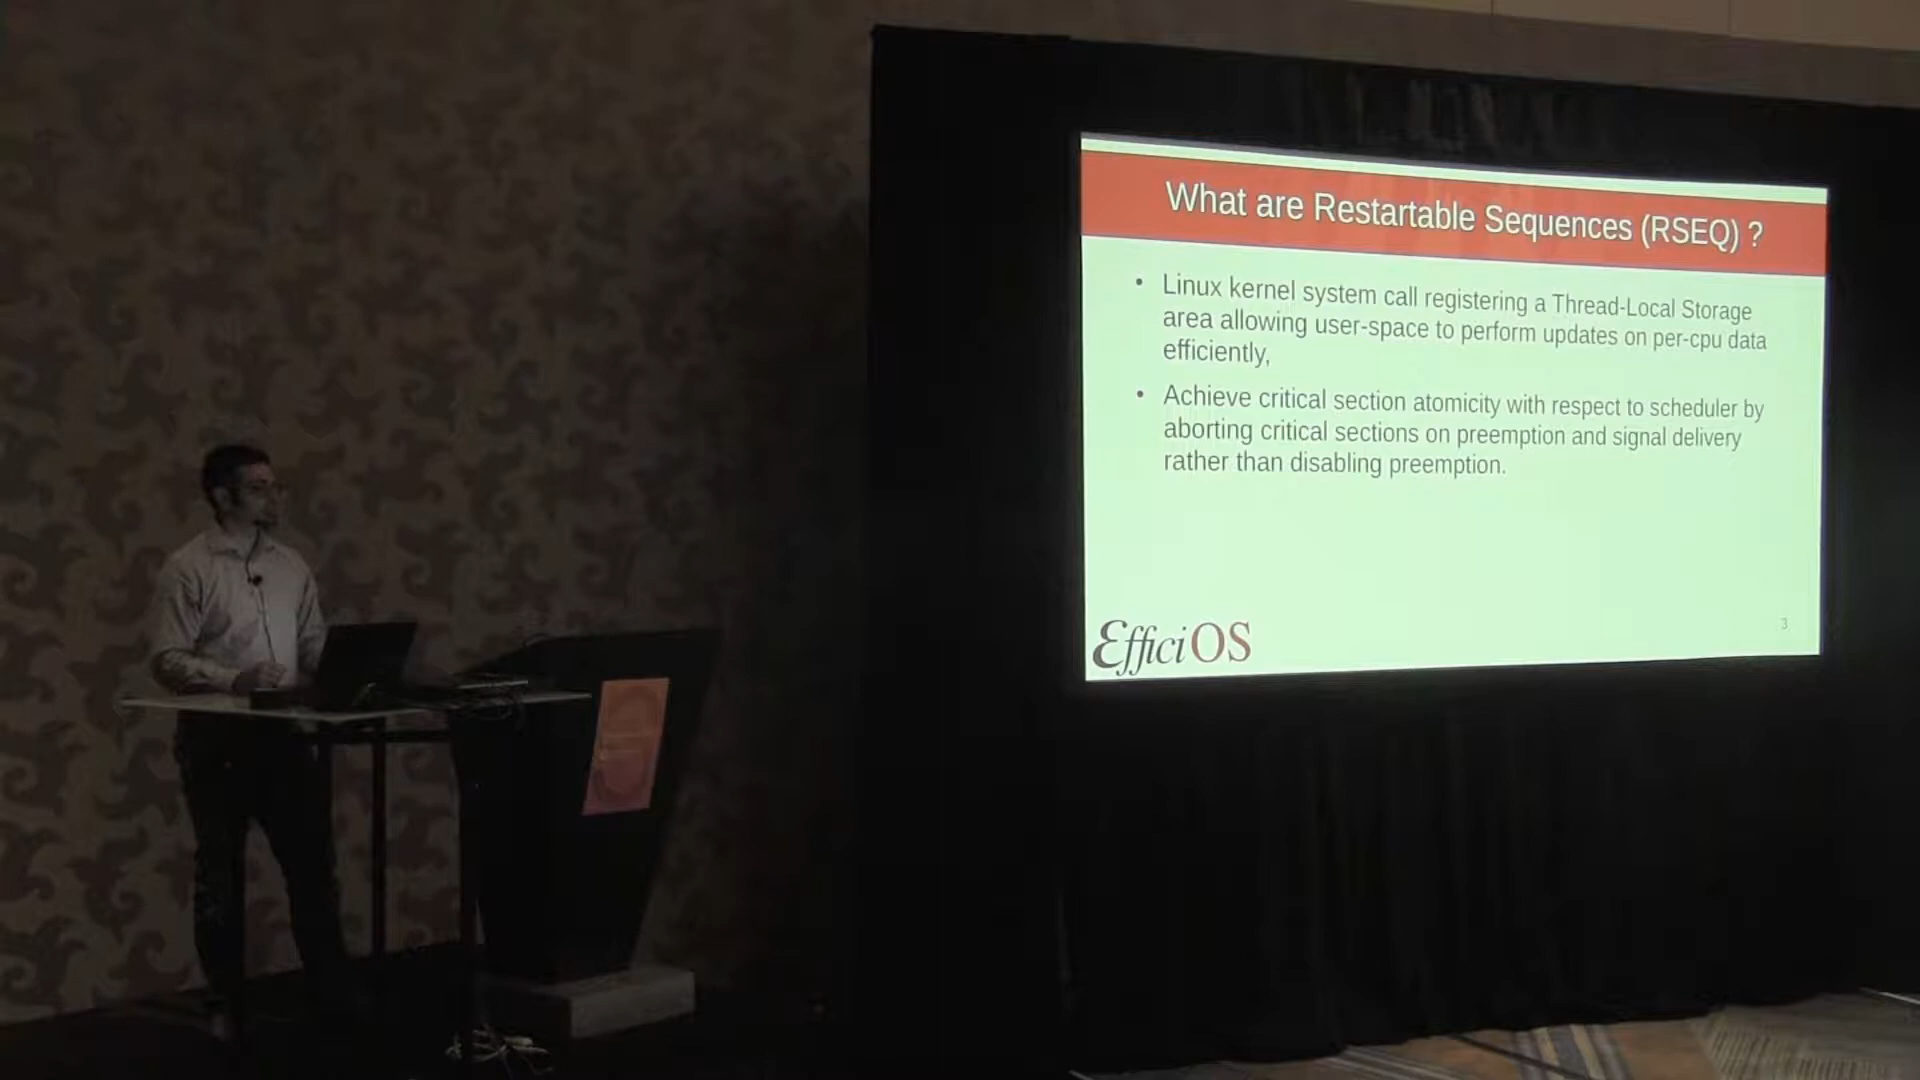 What are Restartable Sequences (RSEQ) ?
• Linux kernel system call registering a Thread-Local Storage
area allowing user-space to perform updates on per-cpu data
efficiently,
• Achieve critical section atomicity with respect to scheduler by
aborting critical sections on preemption and signal delivery
rather than disabling preemption.
EfficiOS
3